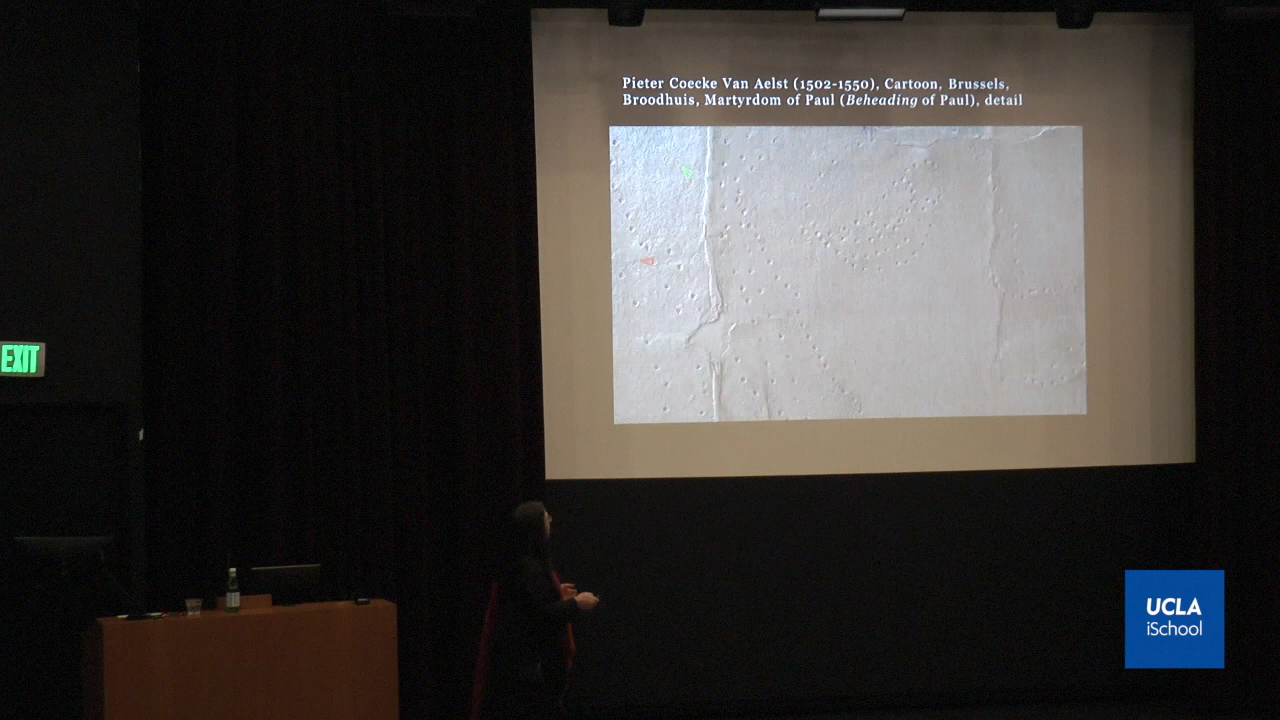 Pieter Coecke Van Aelst (1502-1550), Cartoon, Brussels,
Broodhuis, Martyrdom of Paul (Beheading of Paul), detail
EXIT
UCLA
iSchool